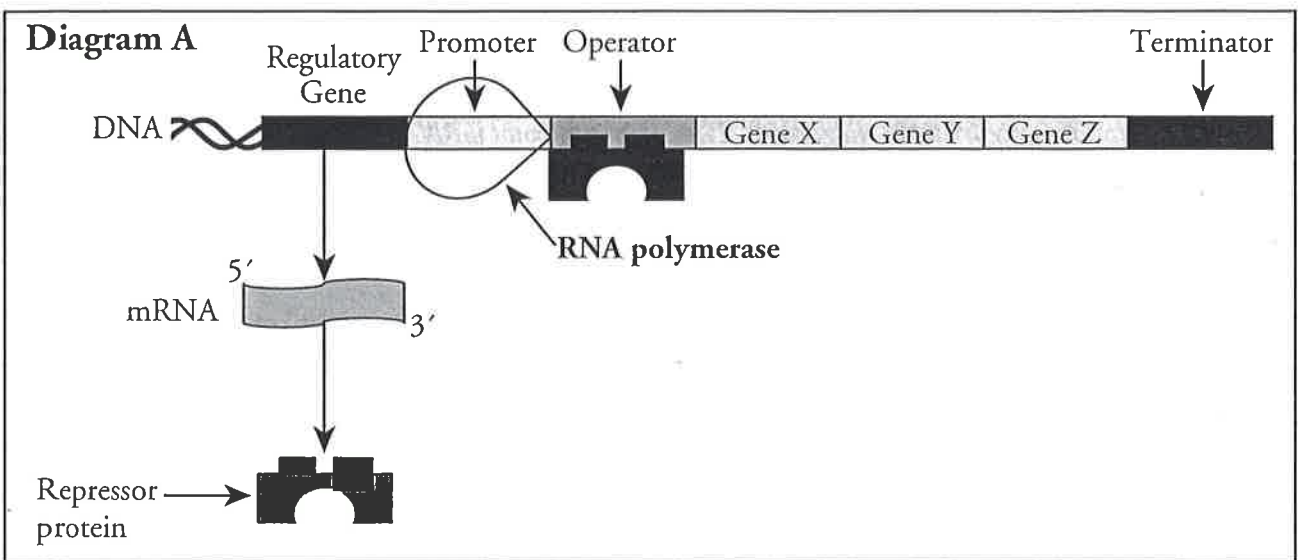 Diagram A
Regulatory
Gene
Promoter
Operator
Terminator
DNA
Gene X
Gene Y
Gene Z
RNA polymerase
5′
mRNA
3′
Repressor
protein